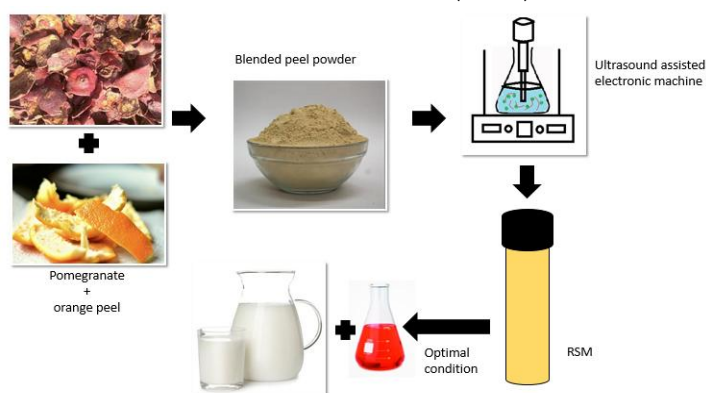 Blended peel powder
Ultrasound assisted
electronic machine
Pomegranate
+
orange peel
Optimal
condition
RSM